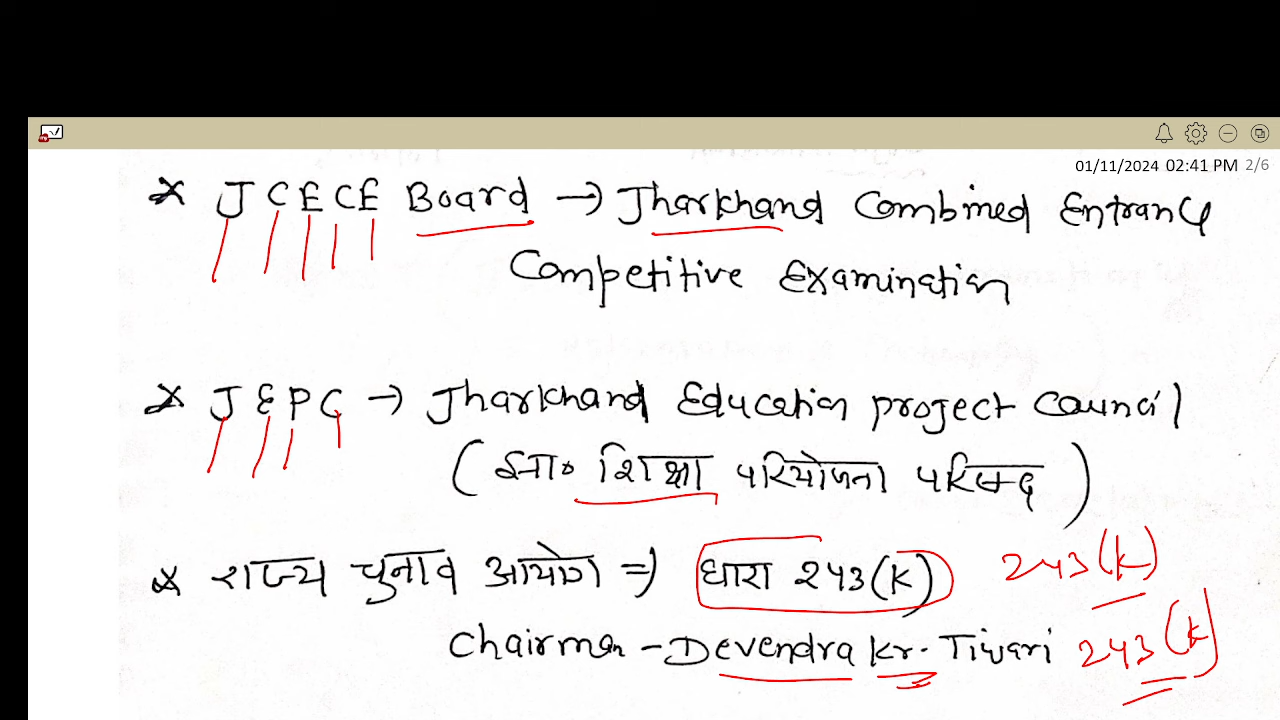 01/11/2024 02:41 PM 2/6
* JCECE Board → Jharkhand Combined Entrance
Competitive Examination
* JEPC → Jharkhand Education project Council
(झा० शिक्षा परियोजना परिषद)
* राज्य चुनाव आयोग ⇒ धारा 243(K) 243(K)
Chairman - Devendra Kr. Tiwari 243(K)